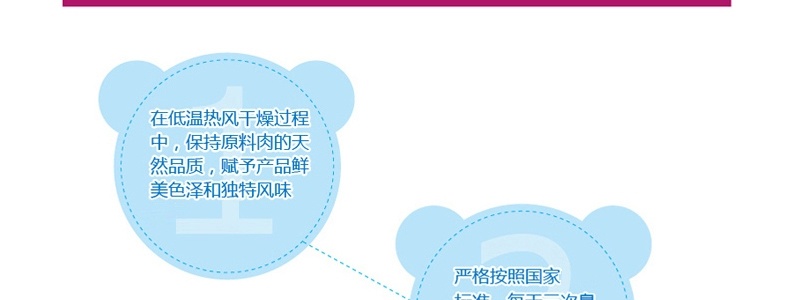 1
在低温热风干燥过程
中，保持原料肉的天
然品质，赋予产品鲜
美色泽和独特风味
严格按照国家